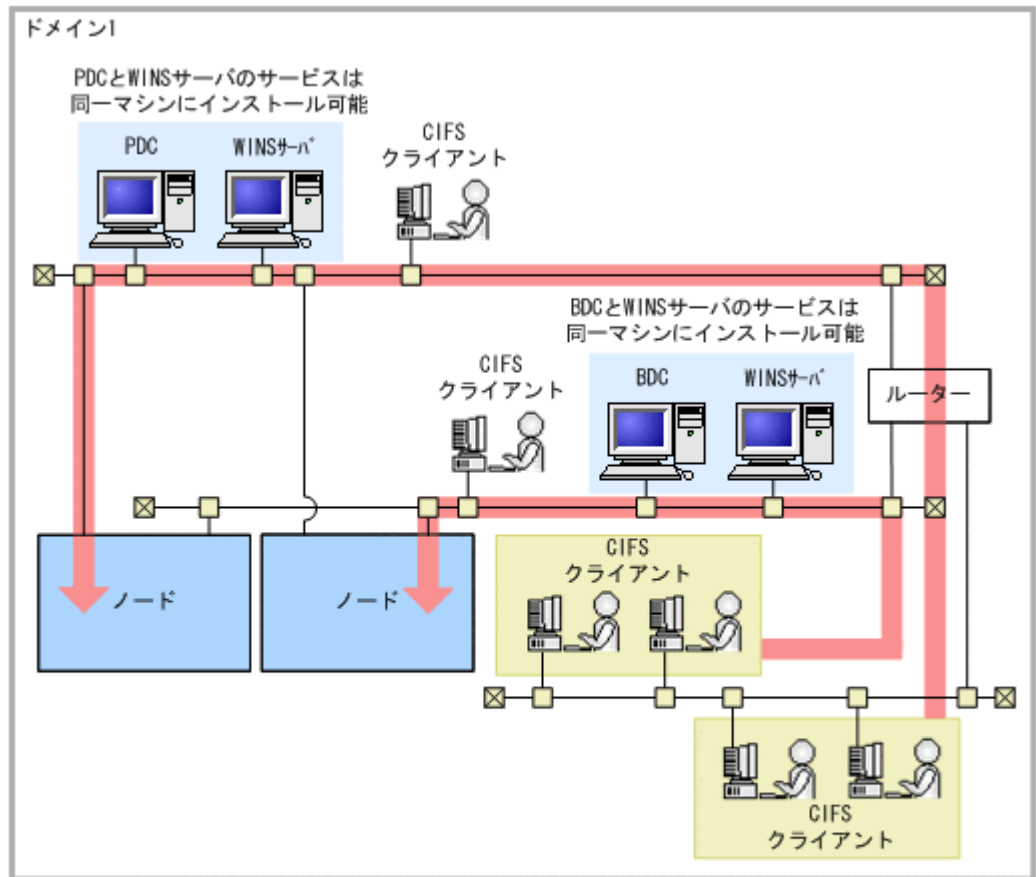 ドメイン1
PDCとWINSサーバのサービスは
同一マシンにインストール可能
PDC
WINSｻｰﾊﾞ
CIFS
クライアント
BDCとWINSサーバのサービスは
同一マシンにインストール可能
CIFS
クライアント
BDC
WINSｻｰﾊﾞ
ルーター
ノード
ノード
CIFS
クライアント
CIFS
クライアント